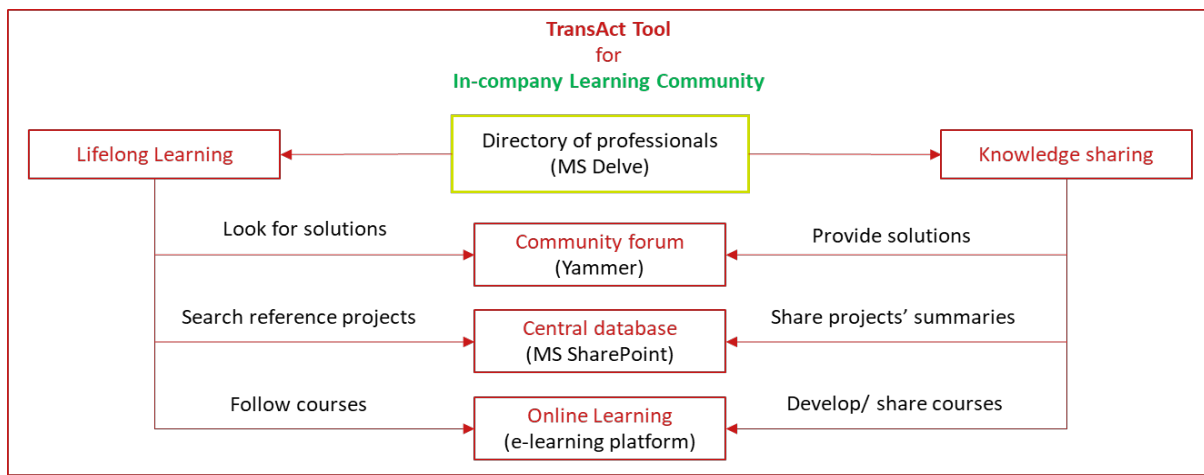 TransAct Tool
for
In-company Learning Community
Lifelong Learning
Directory of professionals
(MS Delve)
Knowledge sharing
Look for solutions
Community forum
(Yammer)
Provide solutions
Search reference projects
Central database
(MS SharePoint)
Share projects’ summaries
Follow courses
Online Learning
(e-learning platform)
Develop/ share courses